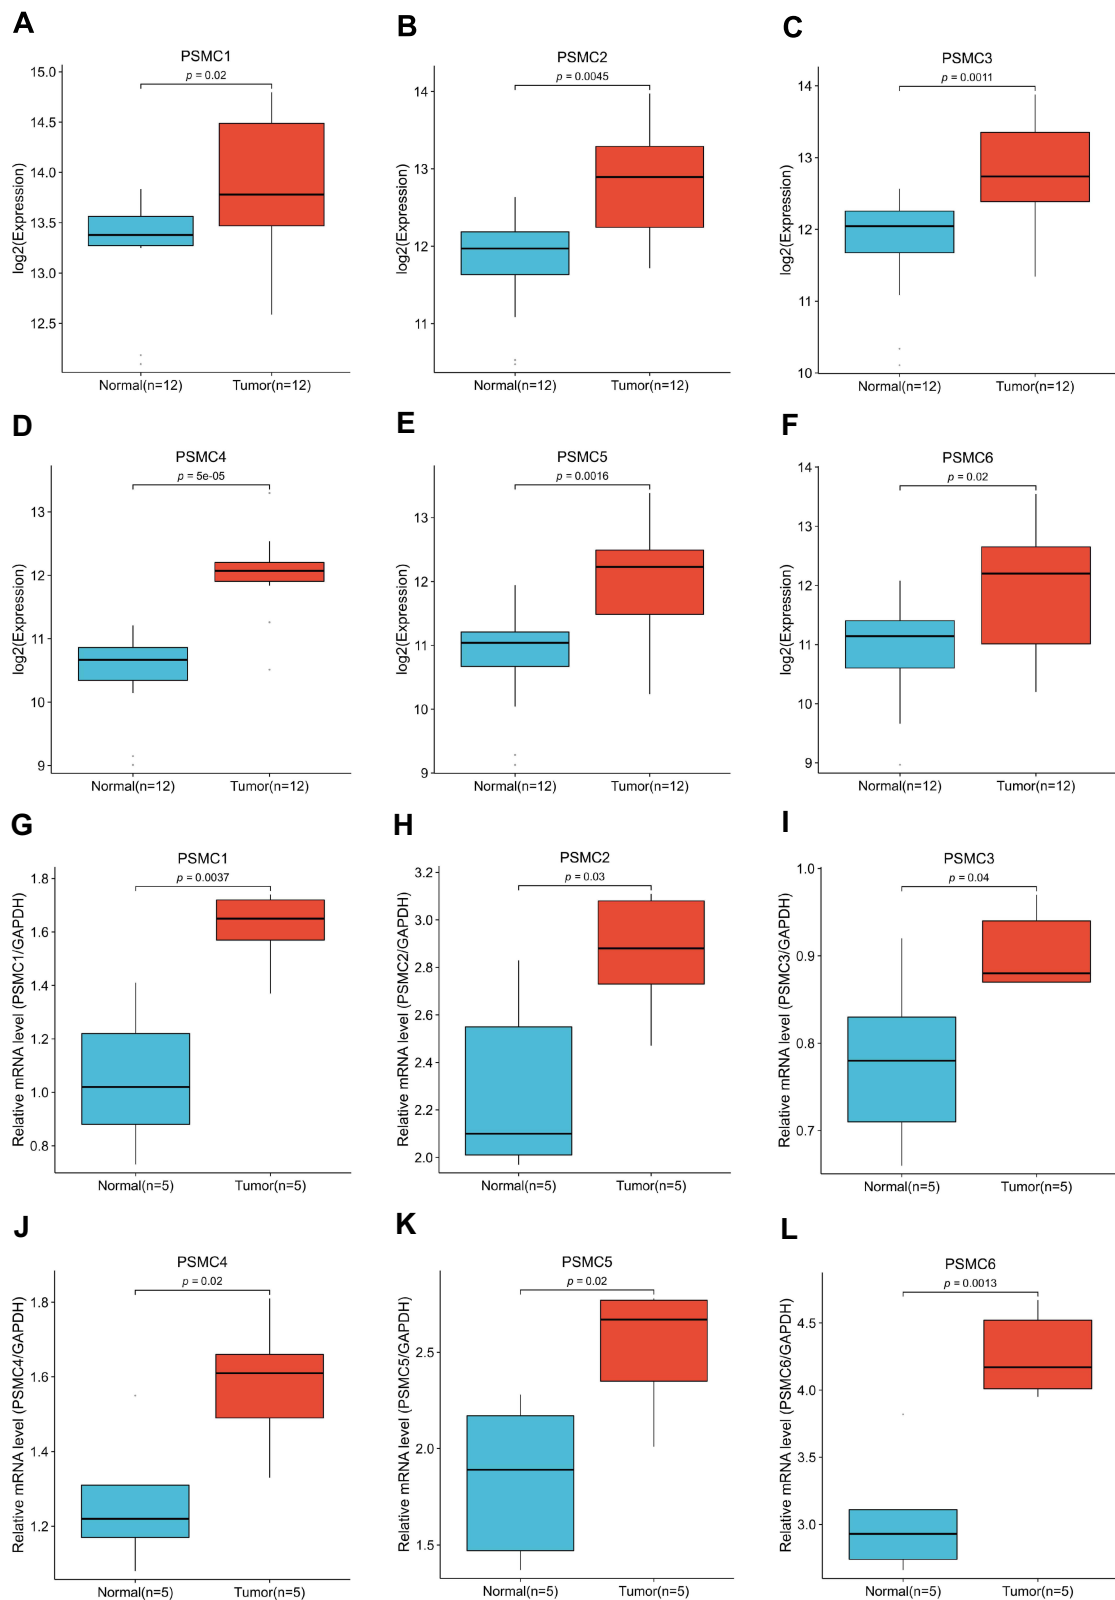 A
PSMC1
p = 0.02
log2(Expression)
15.0
14.5
14.0
13.5
13.0
12.5
Normal(n=12)
Tumor(n=12)
B
PSMC2
p = 0.0045
log2(Expression)
14
13
12
11
Normal(n=12)
Tumor(n=12)
C
PSMC3
p = 0.0011
log2(Expression)
14
13
12
11
10
Normal(n=12)
Tumor(n=12)
D
PSMC4
p = 5e-05
log2(Expression)
13
12
11
10
9
Normal(n=12)
Tumor(n=12)
E
PSMC5
p = 0.0016
log2(Expression)
13
12
11
10
9
Normal(n=12)
Tumor(n=12)
F
PSMC6
p = 0.02
log2(Expression)
14
13
12
11
10
9
Normal(n=12)
Tumor(n=12)
G
PSMC1
p = 0.0037
Relative mRNA level (PSMC1/GAPDH)
1.8
1.6
1.4
1.2
1.0
0.8
Normal(n=5)
Tumor(n=5)
H
PSMC2
p = 0.03
Relative mRNA level (PSMC2/GAPDH)
3.2
3.0
2.8
2.6
2.4
2.2
2.0
Normal(n=5)
Tumor(n=5)
I
PSMC3
p = 0.04
Relative mRNA level (PSMC3/GAPDH)
1.0
0.9
0.8
0.7
Normal(n=5)
Tumor(n=5)
J
PSMC4
p = 0.02
Relative mRNA level (PSMC4/GAPDH)
1.8
1.6
1.4
1.2
Normal(n=5)
Tumor(n=5)
K
PSMC5
p = 0.02
Relative mRNA level (PSMC5/GAPDH)
2.5
2.0
1.5
Normal(n=5)
Tumor(n=5)
L
PSMC6
p = 0.0013
Relative mRNA level (PSMC6/GAPDH)
4.5
4.0
3.5
3.0
Normal(n=5)
Tumor(n=5)